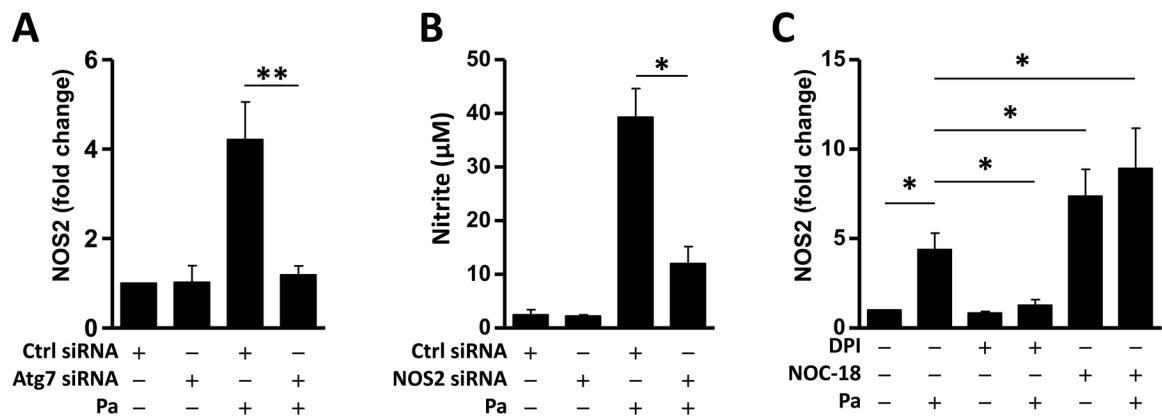 A
B
C
NOS2 (fold change)
6
4
2
0
**
Ctrl siRNA + − + −
Atg7 siRNA − + − +
Pa − − + +
Nitrite (µM)
50
40
30
20
10
0
*
Ctrl siRNA + − + −
NOS2 siRNA − + − +
Pa − − + +
NOS2 (fold change)
15
10
5
0
*
*
*
*
DPI − − + + − −
NOC-18 − − − − + +
Pa − + − + − +